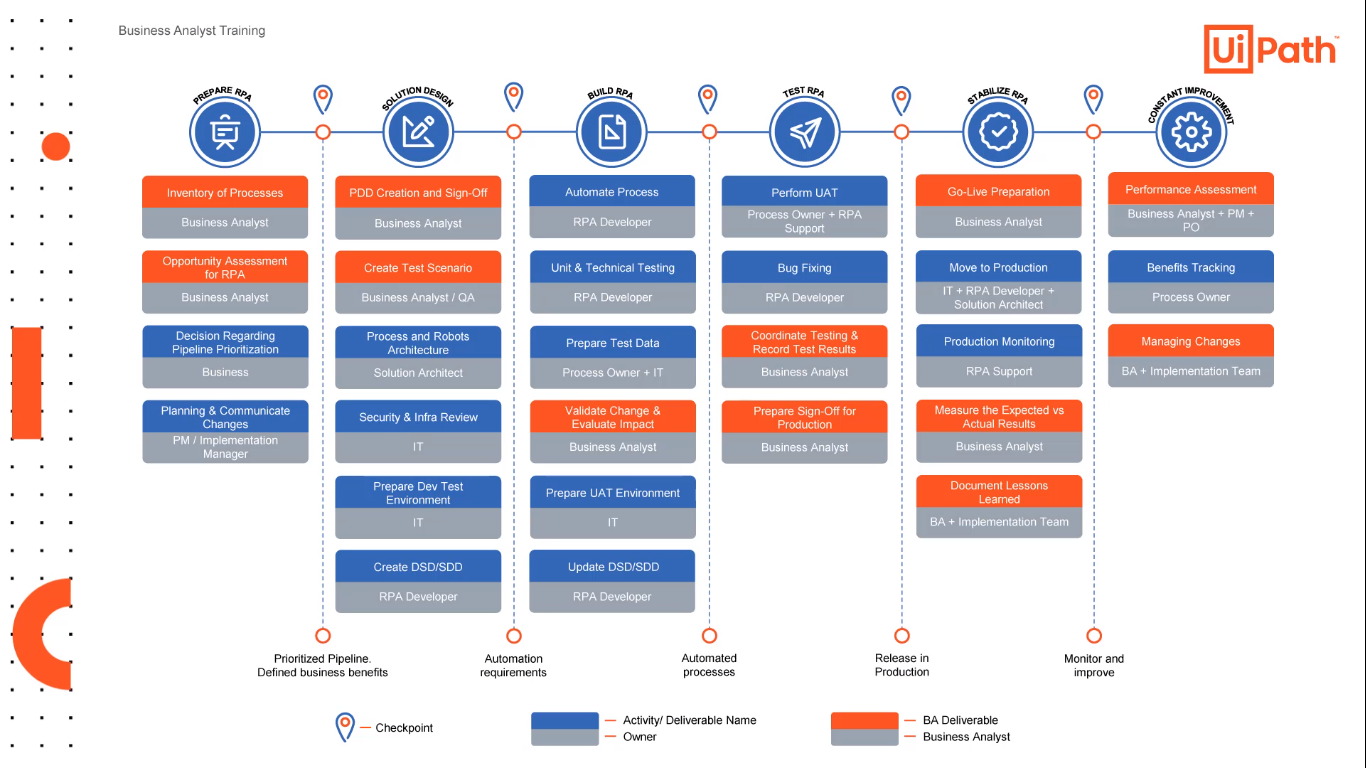 Business Analyst Training
UiPath™
PREPARE RPA
SOLUTION DESIGN
BUILD RPA
TEST RPA
STABILIZE RPA
CONSTANT IMPROVEMENT
Inventory of Processes
Business Analyst
Opportunity Assessment
for RPA
Business Analyst
Decision Regarding
Pipeline Prioritization
Business
Planning & Communicate
Changes
PM / Implementation
Manager
PDD Creation and Sign-Off
Business Analyst
Create Test Scenario
Business Analyst / QA
Process and Robots
Architecture
Solution Architect
Security & Infra Review
IT
Prepare Dev Test
Environment
IT
Create DSD/SDD
RPA Developer
Automate Process
RPA Developer
Unit & Technical Testing
RPA Developer
Prepare Test Data
Process Owner + IT
Validate Change &
Evaluate Impact
Business Analyst
Prepare UAT Environment
IT
Update DSD/SDD
RPA Developer
Perform UAT
Process Owner + RPA
Support
Bug Fixing
RPA Developer
Coordinate Testing &
Record Test Results
Business Analyst
Prepare Sign-Off for
Production
Business Analyst
Go-Live Preparation
Business Analyst
Move to Production
IT + RPA Developer +
Solution Architect
Production Monitoring
RPA Support
Measure the Expected vs
Actual Results
Business Analyst
Document Lessons
Learned
BA + Implementation Team
Performance Assessment
Business Analyst + PM +
PO
Benefits Tracking
Process Owner
Managing Changes
BA + Implementation Team
Prioritized Pipeline.
Defined business benefits
Automation
requirements
Automated
processes
Release in
Production
Monitor and
improve
Checkpoint
Activity/ Deliverable Name
Owner
BA Deliverable
Business Analyst